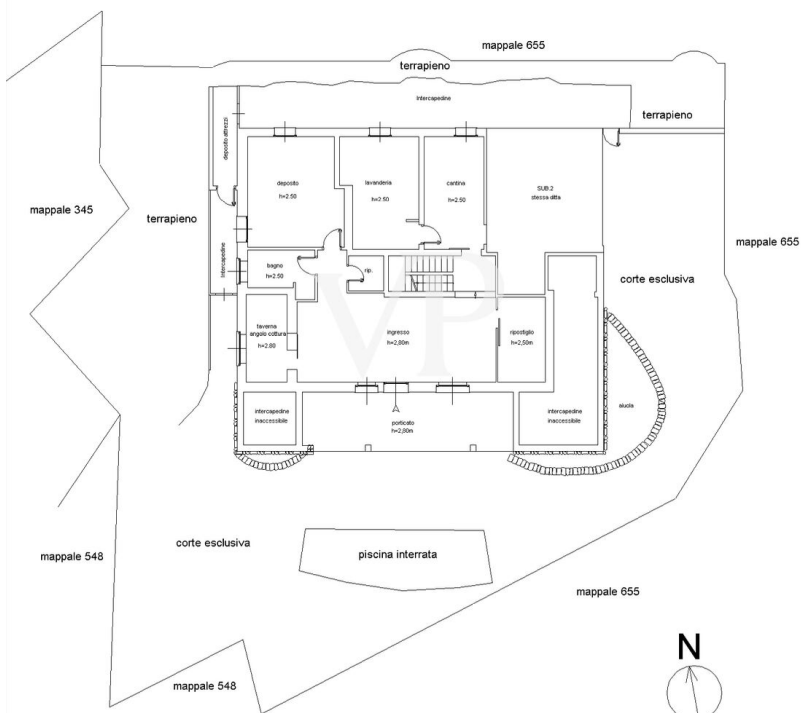 mappale 655
terrapieno
Intercapedine
terrapieno
deposito attrezzi
deposito
h=2.50
lavanderia
h=2.50
cantina
h=2.50
SUB.2
stessa ditta
mappale 345
terrapieno
mappale 655
Intercapedine
bagno
h=2.50
rip.
corte esclusiva
VP
taverna
angolo cottura
h=2.80
ingresso
h=2,80m
ripostiglio
h=2,50m
intercapedine
inaccessibile
A
porticato
h=2,80m
intercapedine
inaccessibile
aiuola
corte esclusiva
piscina interrata
mappale 548
mappale 655
N
mappale 548